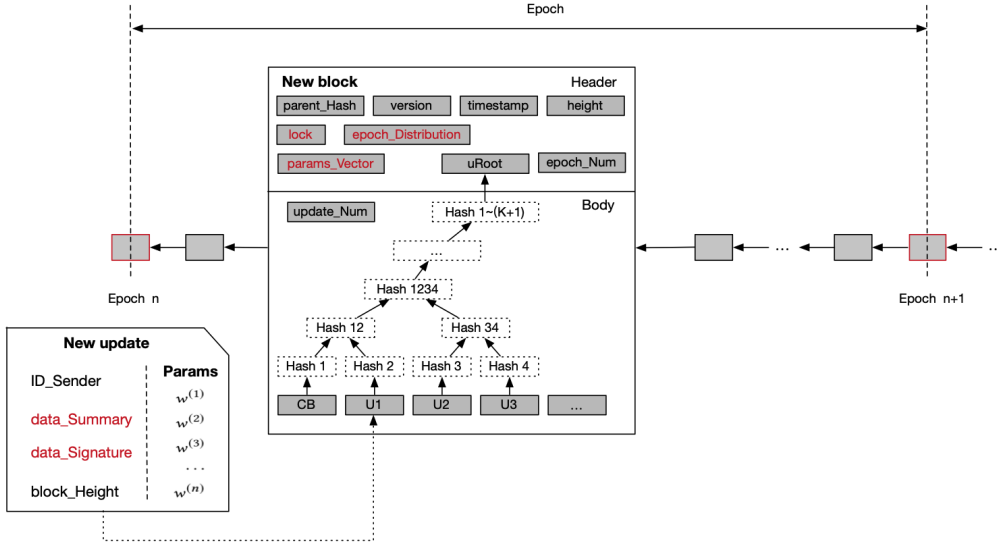 Epoch
New block
Header
parent_Hash
version
timestamp
height
lock
epoch_Distribution
params_Vector
uRoot
epoch_Num
update_Num
Hash 1~(K+1)
Body
...
...
..
Epoch n
Epoch n+1
Hash 1234
Hash 12
Hash 34
Hash 1
Hash 2
Hash 3
Hash 4
CB
U1
U2
U3
...
New update
Params
ID_Sender
w(1)
data_Summary
w(2)
data_Signature
w(3)
...
block_Height
w(n)